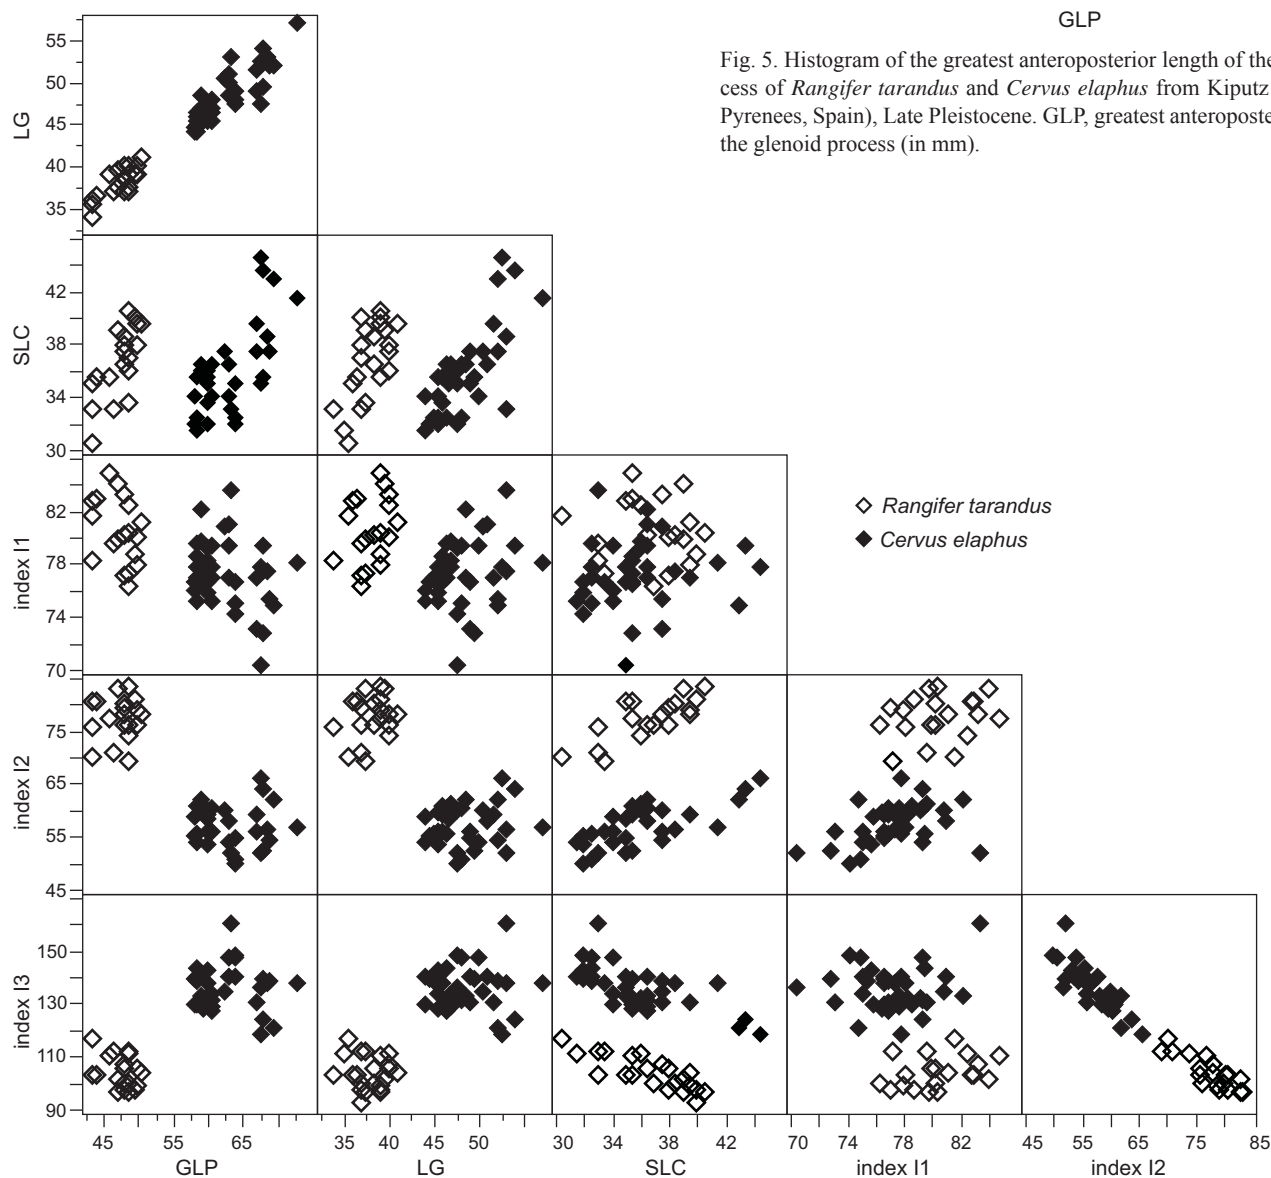 GLP
Fig. 5. Histogram of the greatest anteroposterior length of the
cess of Rangifer tarandus and Cervus elaphus from Kiputz
Pyrenees, Spain), Late Pleistocene. GLP, greatest anteroposte
the glenoid process (in mm).
LG
55
50
45
40
35
SLC
42
38
34
30
index I1
82
78
74
70
Rangifer tarandus
Cervus elaphus
index I2
75
65
55
45
index I3
150
130
110
90
45 55 65 35 40 45 50 30 34 38 42 70 74 78 82 45 55 65 75 85
GLP LG SLC index I1 index I2